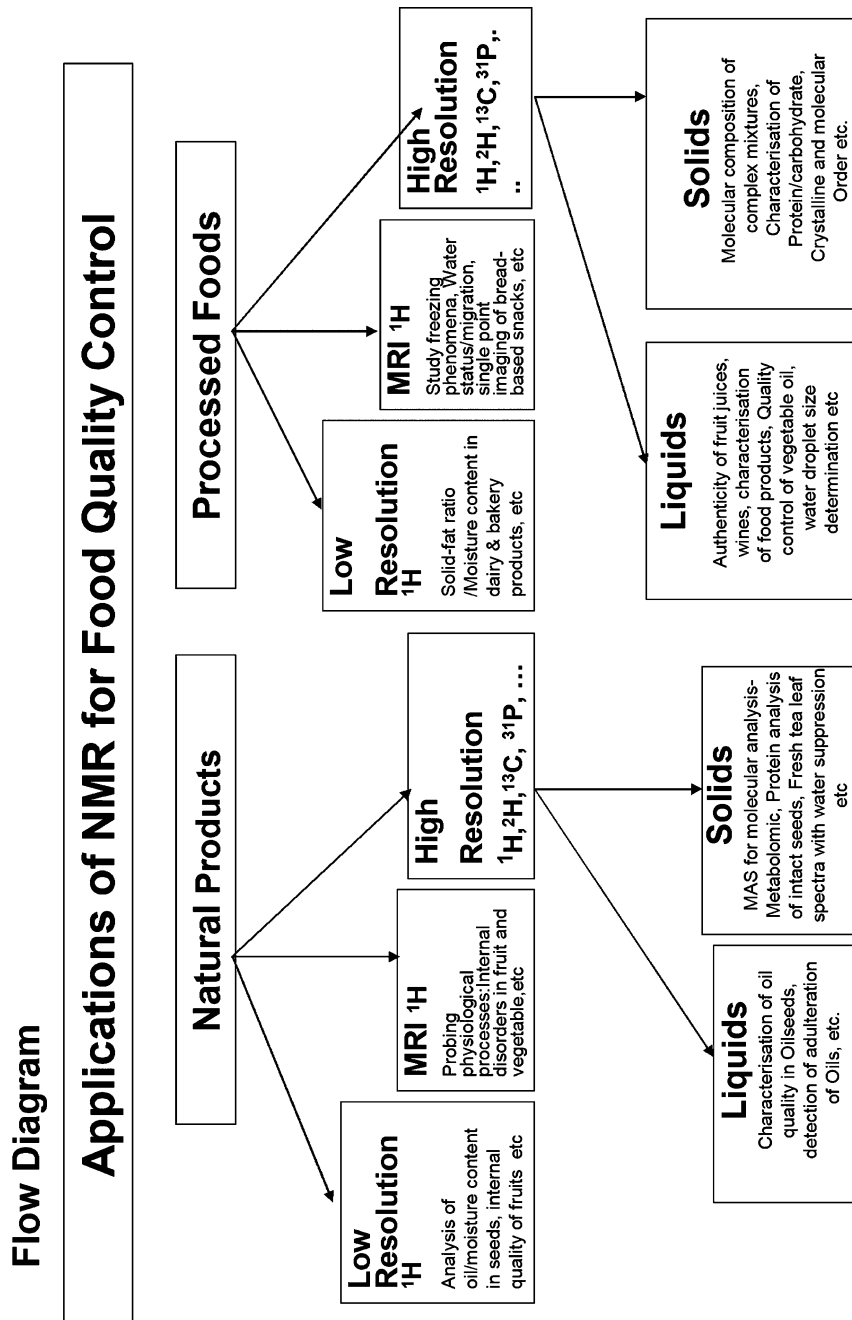 Flow Diagram
Applications of NMR for Food Quality Control
Natural Products
Processed Foods
Low
Resolution
¹H
Analysis of
oil/moisture content
in seeds, internal
quality of fruits etc
MRI ¹H
Probing
physiological
processes:Internal
disorders in fruit and
vegetable,etc
High
Resolution
¹H,²H,¹³C, ³¹P, ...
Low
Resolution
¹H
Solid-fat ratio
/Moisture content in
dairy & bakery
products, etc
MRI ¹H
Study freezing
phenomena, Water
status/migration,
single point
imaging of bread-
based snacks, etc
High
Resolution
¹H,²H,¹³C,³¹P,.
..
Liquids
Characterisation of oil
quality in Oilseeds,
detection of adulteration
of Oils, etc.
Solids
MAS for molecular analysis-
Metabolomic, Protein analysis
of intact seeds, Fresh tea leaf
spectra with water suppression
etc
Liquids
Authenticity of fruit juices,
wines, characterisation
of food products, Quality
control of vegetable oil,
water droplet size
determination etc
Solids
Molecular composition of
complex mixtures,
Characterisation of
Protein/carbohydrate,
Crystalline and molecular
Order etc.